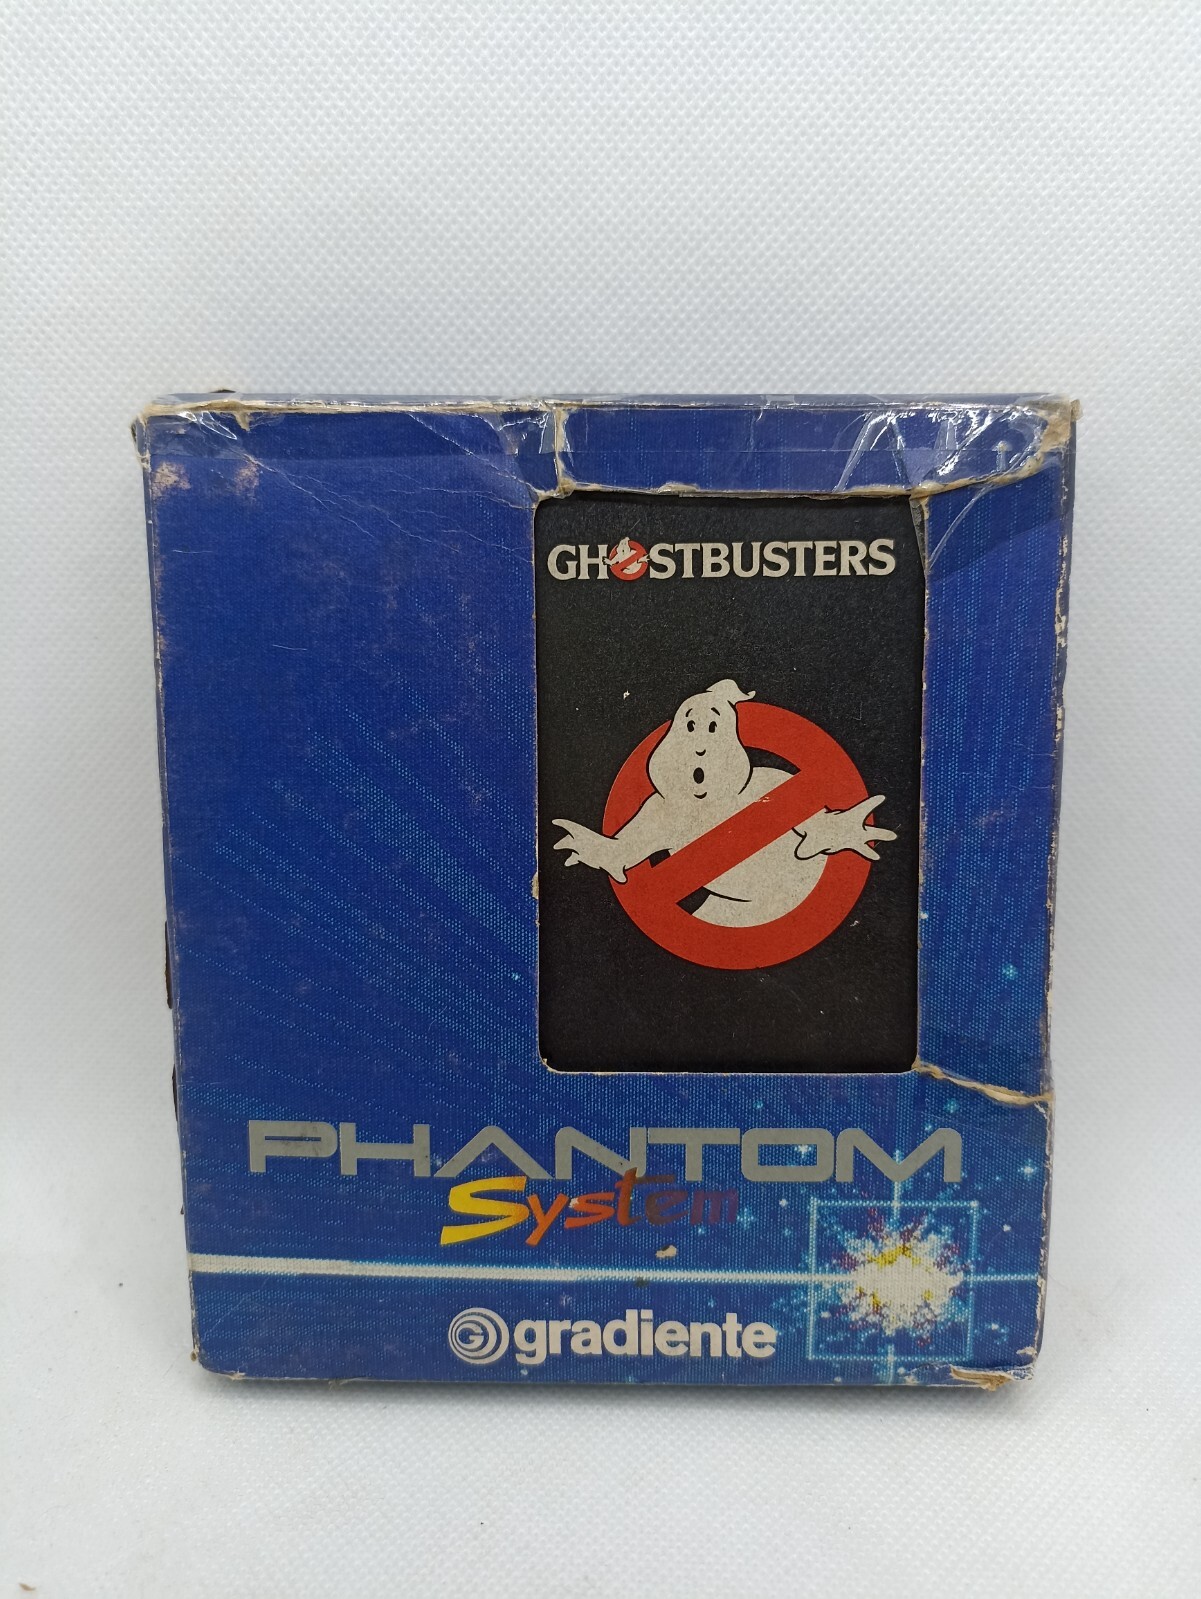 GHOSTBUSTERS
PHANTOM
System
G gradiente